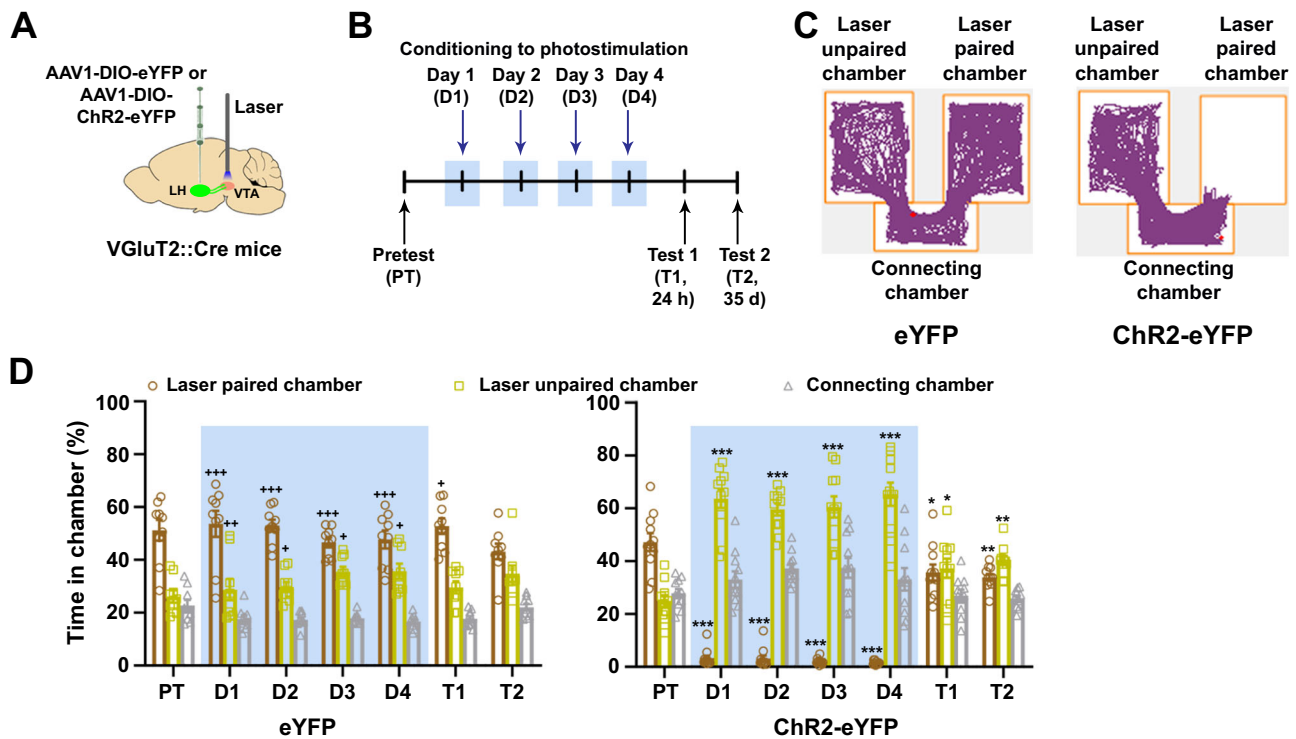 A
AAV1-DIO-eYFP or
AAV1-DIO-
ChR2-eYFP
Laser
LH
VTA
VGluT2::Cre mice
B
Conditioning to photostimulation
Day 1 Day 2 Day 3 Day 4
(D1) (D2) (D3) (D4)
Pretest
(PT)
Test 1
(T1,
24 h)
Test 2
(T2,
35 d)
C
Laser
unpaired
chamber
Laser
paired
chamber
Connecting
chamber
eYFP
Laser
unpaired
chamber
Laser
paired
chamber
Connecting
chamber
ChR2-eYFP
D
Laser paired chamber Laser unpaired chamber Connecting chamber
Time in chamber (%)
100
80
60
40
20
0
+++ ++ +++ + +++ + +++ + +
PT D1 D2 D3 D4 T1 T2
eYFP
100
80
60
40
20
0
*** *** *** *** *** *** *** *** * * ** **
PT D1 D2 D3 D4 T1 T2
ChR2-eYFP